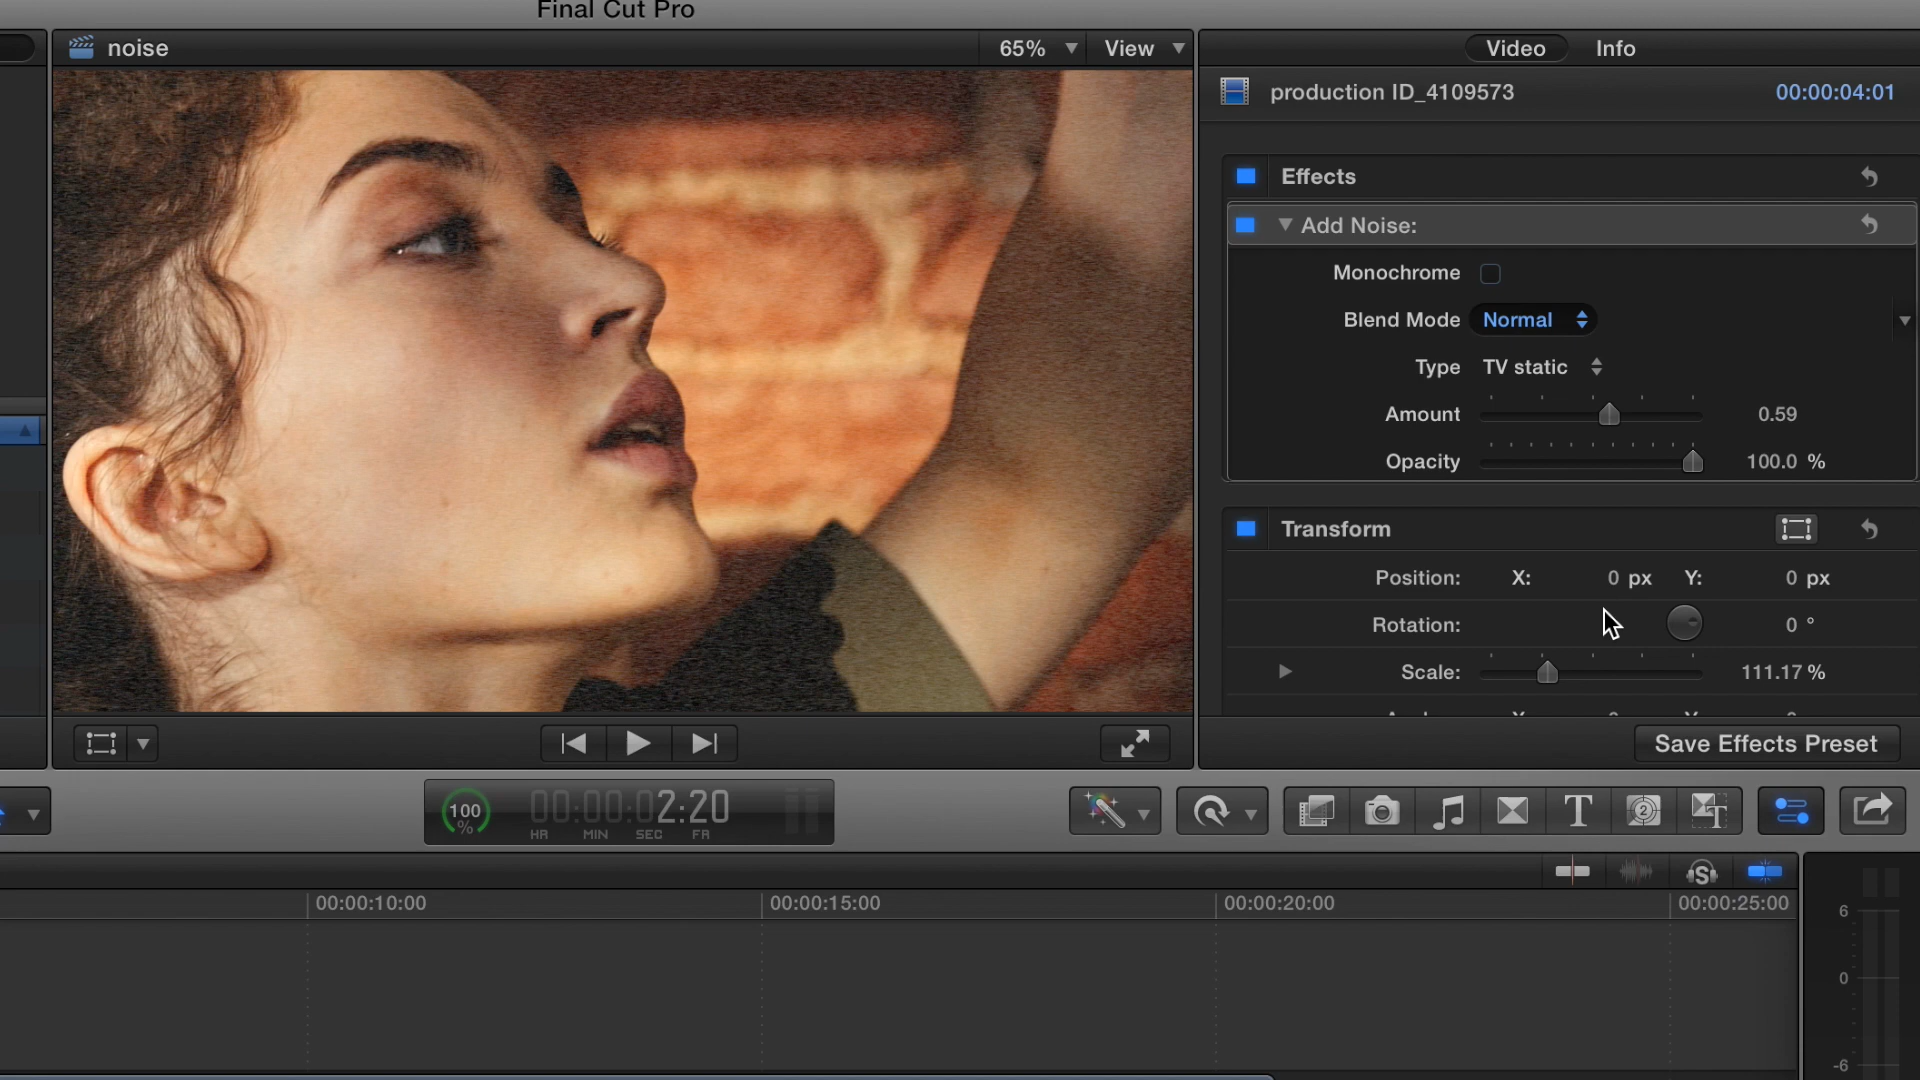 Final Cut Pro
noise
65%
View
Video
Info
production ID_4109573
00:00:04:01
Effects
Add Noise:
Monochrome
Blend Mode
Normal
Type
TV static
Amount
0.59
Opacity
100.0 %
Transform
Position:
X:
0 px
Y:
0 px
Rotation:
0 °
Scale:
111.17 %
Save Effects Preset
100
%
00:00:02:20
HR
MIN
SEC
FR
2
T
T
S
00:00:10:00
00:00:15:00
00:00:20:00
00:00:25:00
6
0
-6